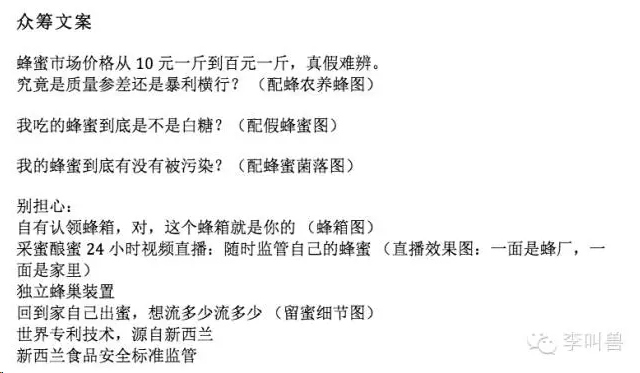 众筹文案
蜂蜜市场价格从 10 元一斤到百元一斤，真假难辨。
究竟是质量参差还是暴利横行？（配蜂农养蜂图）
我吃的蜂蜜到底是不是白糖？（配假蜂蜜图）
我的蜂蜜到底有没有被污染？（配蜂蜜菌落图）
别担心：
自有认领蜂箱，对，这个蜂箱就是你的（蜂箱图）
采蜜酿蜜 24 小时视频直播：随时监管自己的蜂蜜（直播效果图：一面是蜂厂，一
面是家里）
独立蜂巢装置
回到家自己出蜜，想流多少流多少（留蜜细节图）
世界专利技术，源自新西兰
新西兰食品安全标准监管
李叫兽